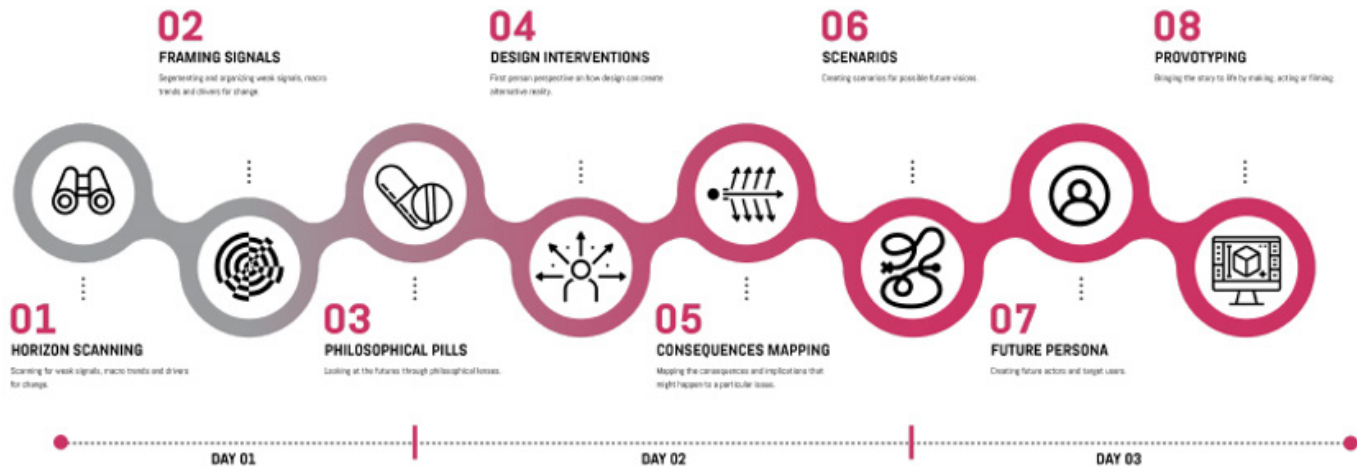 02
FRAMING SIGNALS
Segementing and organizing weak signals, macro
trends and drivers for change.
04
DESIGN INTERVENTIONS
First person perspective on how design can create
alternative reality.
06
SCENARIOS
Creating scenarios for possible future visions.
08
PROVOTYPING
Bringing the story to life by making, acting or filming.
01
HORIZON SCANNING
Scanning for weak signals, macro trends and drivers
for change.
03
PHILOSOPHICAL PILLS
Looking at the futures through philosophical lenses.
05
CONSEQUENCES MAPPING
Mapping the consequences and implications that
might happen to a particular issue.
07
FUTURE PERSONA
Creating future actors and target users.
DAY 01
DAY 02
DAY 03